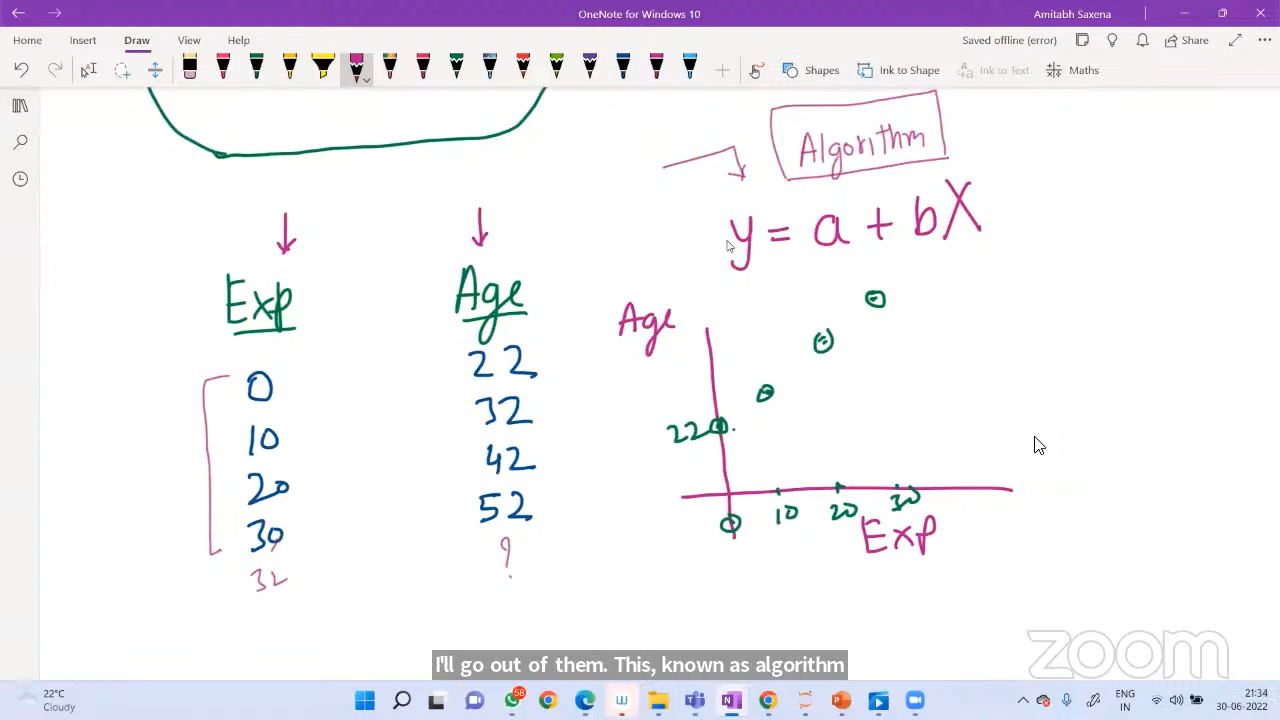 OneNote for Windows 10
Amitabh Saxena
Home Insert Draw View Help
Saved offline (error)
Share
Shapes
Ink to Shape
Ink to Text
Maths
Algorithm
y = a + bX
Exp Age
0 22
10 32
20 42
30 52
32 ?
Age
22
0 10 20 30
Exp
I'll go out of them. This, known as algorithm
zoom
22°C
Cloudy
58
ENG
IN
21:34
30-06-2022